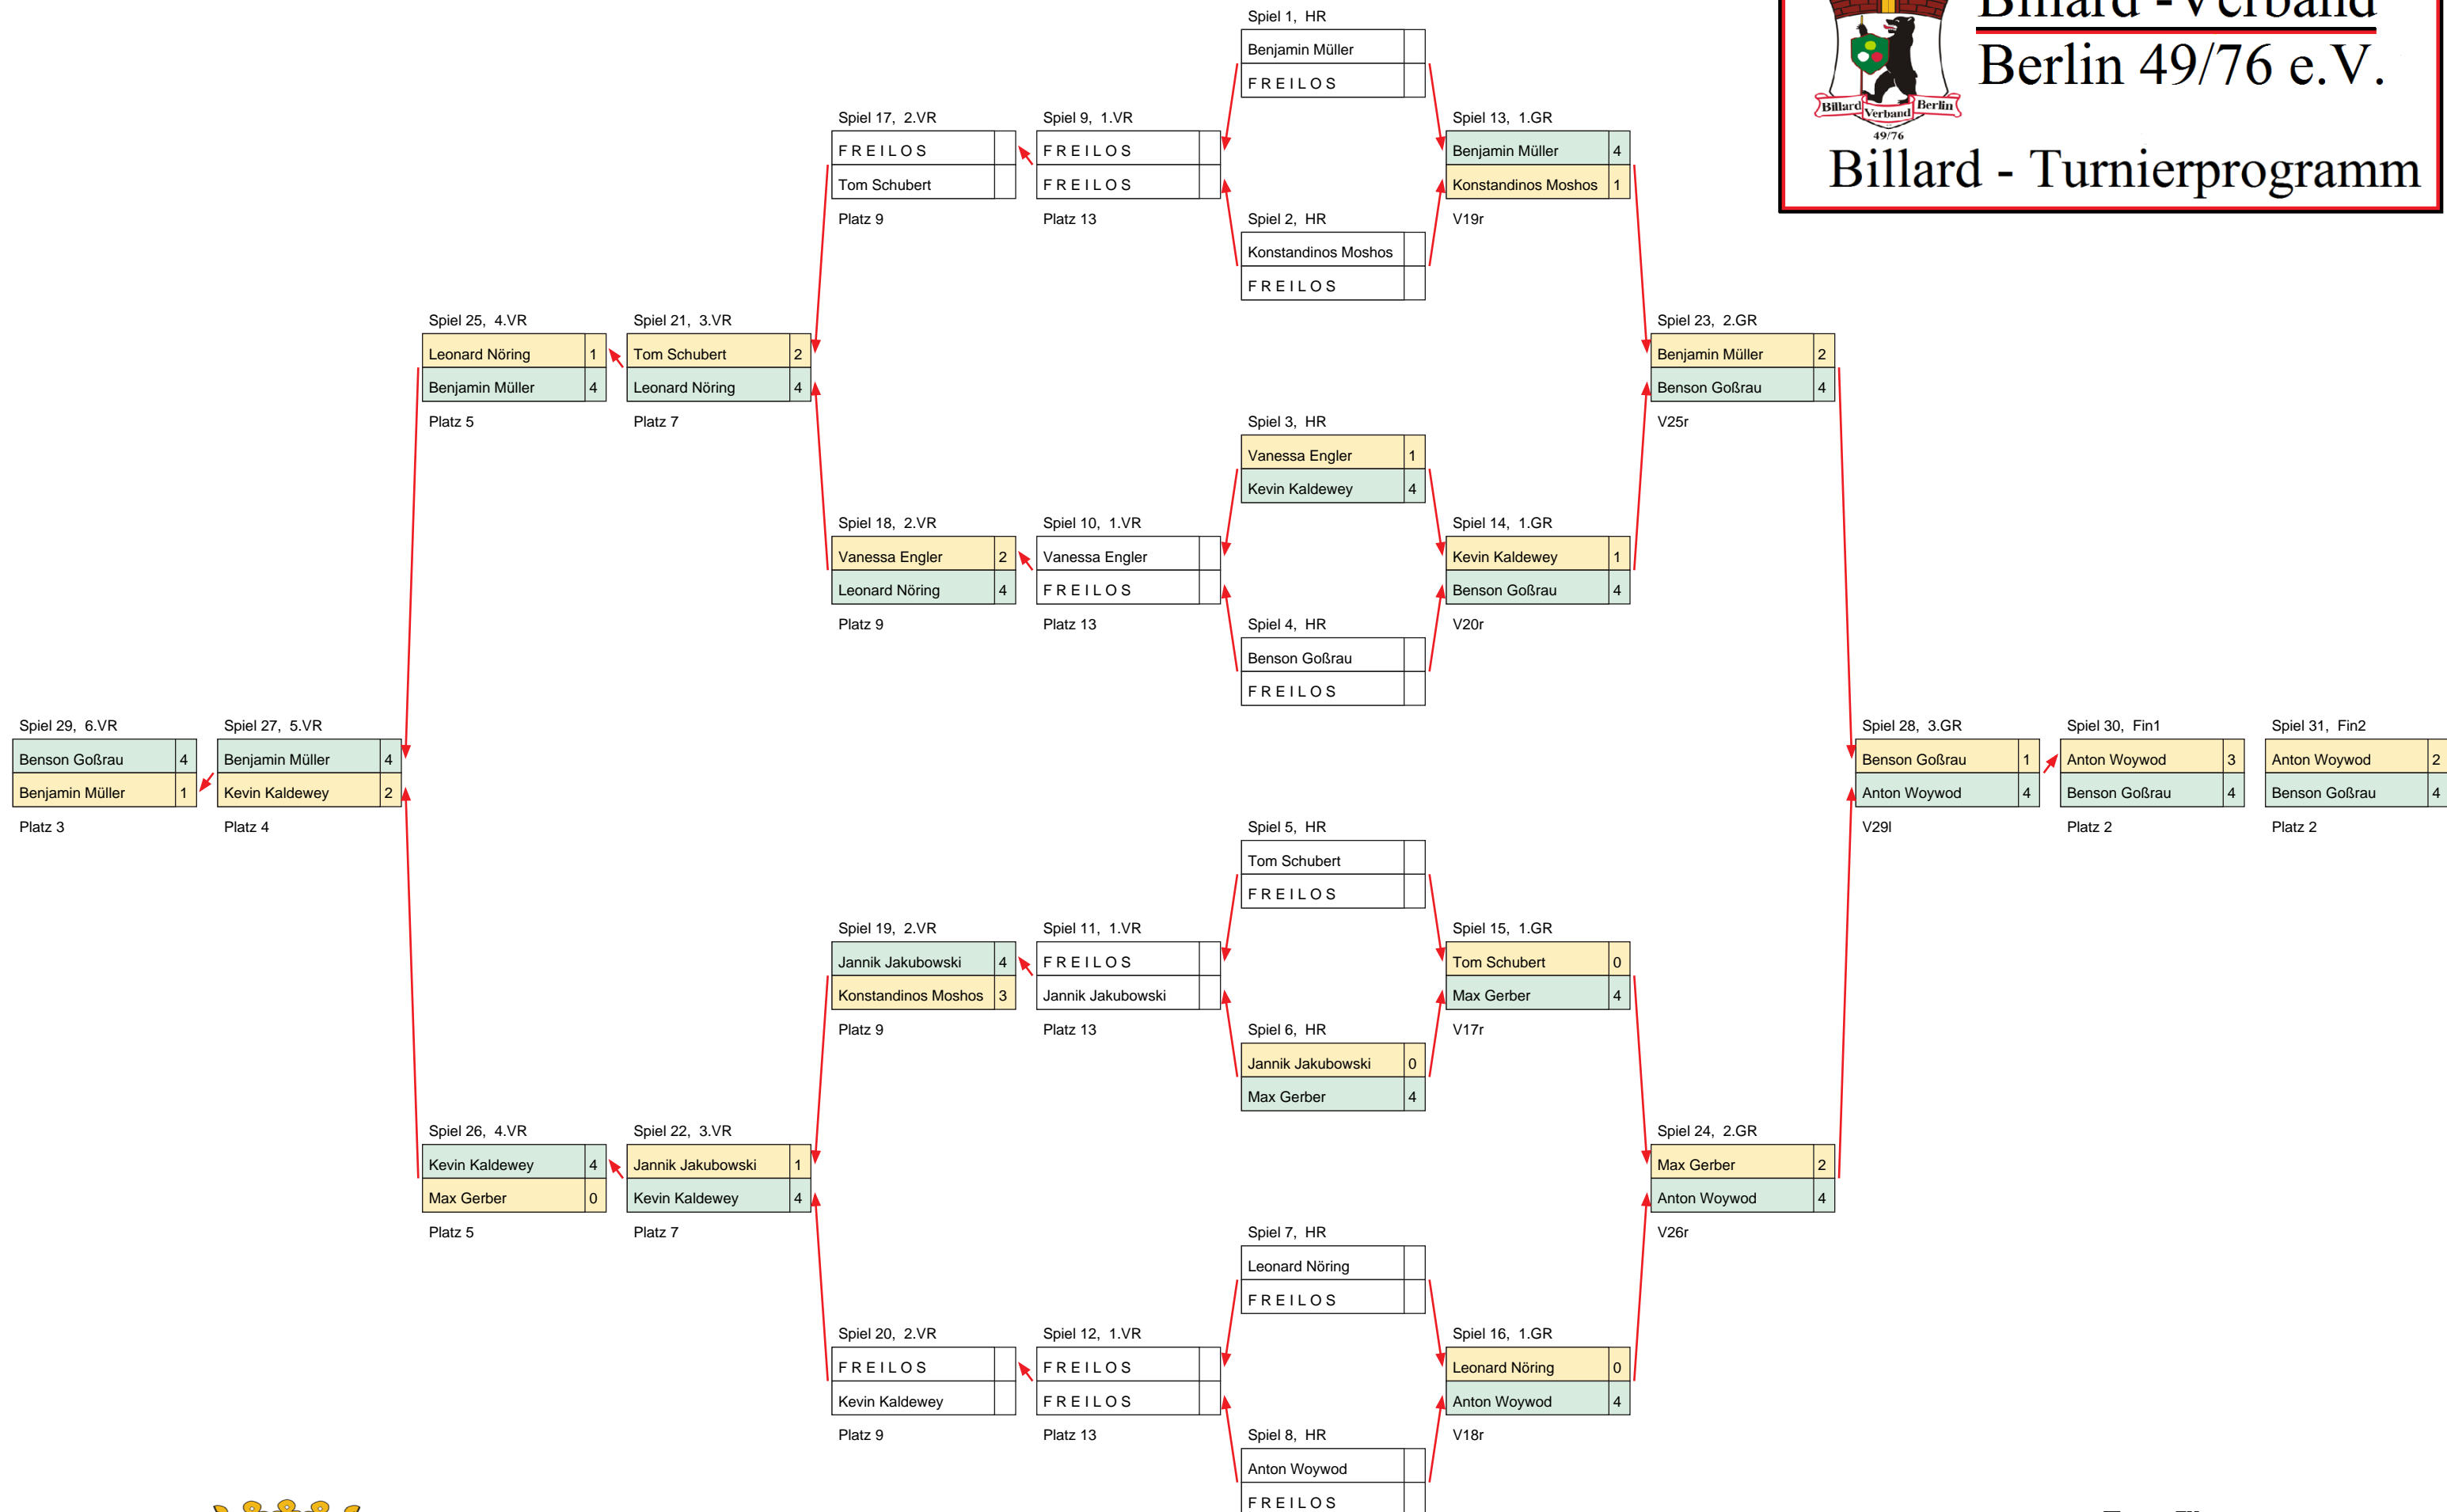 Billard - Verband
Berlin 49/76 e.V.
Billard Verband Berlin
49/76
Billard - Turnierprogramm
Spiel 1, HR
Benjamin Müller
FREILOS
Spiel 17, 2.VR
FREILOS
Tom Schubert
Platz 9
Spiel 9, 1.VR
FREILOS
FREILOS
Platz 13
Spiel 13, 1.GR
Benjamin Müller 4
Konstandinos Moshos 1
V19r
Spiel 2, HR
Konstandinos Moshos
FREILOS
Spiel 25, 4.VR
Leonard Nöring 1
Benjamin Müller 4
Platz 5
Spiel 21, 3.VR
Tom Schubert 2
Leonard Nöring 4
Platz 7
Spiel 23, 2.GR
Benjamin Müller 2
Benson Goßrau 4
V25r
Spiel 3, HR
Vanessa Engler 1
Kevin Kaldewey 4
Spiel 18, 2.VR
Vanessa Engler 2
Leonard Nöring 4
Platz 9
Spiel 10, 1.VR
Vanessa Engler
FREILOS
Platz 13
Spiel 14, 1.GR
Kevin Kaldewey 1
Benson Goßrau 4
V20r
Spiel 4, HR
Benson Goßrau
FREILOS
Spiel 29, 6.VR
Benson Goßrau 4
Benjamin Müller 1
Platz 3
Spiel 27, 5.VR
Benjamin Müller 4
Kevin Kaldewey 2
Platz 4
Spiel 28, 3.GR
Benson Goßrau 1
Anton Woywod 4
V29l
Spiel 30, Fin1
Anton Woywod 3
Benson Goßrau 4
Platz 2
Spiel 31, Fin2
Anton Woywod 2
Benson Goßrau 4
Platz 2
Spiel 5, HR
Tom Schubert
FREILOS
Spiel 19, 2.VR
Jannik Jakubowski 4
Konstandinos Moshos 3
Platz 9
Spiel 11, 1.VR
FREILOS
Jannik Jakubowski
Platz 13
Spiel 15, 1.GR
Tom Schubert 0
Max Gerber 4
V17r
Spiel 6, HR
Jannik Jakubowski 0
Max Gerber 4
Spiel 26, 4.VR
Kevin Kaldewey 4
Max Gerber 0
Platz 5
Spiel 22, 3.VR
Jannik Jakubowski 1
Kevin Kaldewey 4
Platz 7
Spiel 24, 2.GR
Max Gerber 2
Anton Woywod 4
V26r
Spiel 7, HR
Leonard Nöring
FREILOS
Spiel 20, 2.VR
FREILOS
Kevin Kaldewey
Platz 9
Spiel 12, 1.VR
FREILOS
FREILOS
Platz 13
Spiel 16, 1.GR
Leonard Nöring 0
Anton Woywod 4
V18r
Spiel 8, HR
Anton Woywod
FREILOS